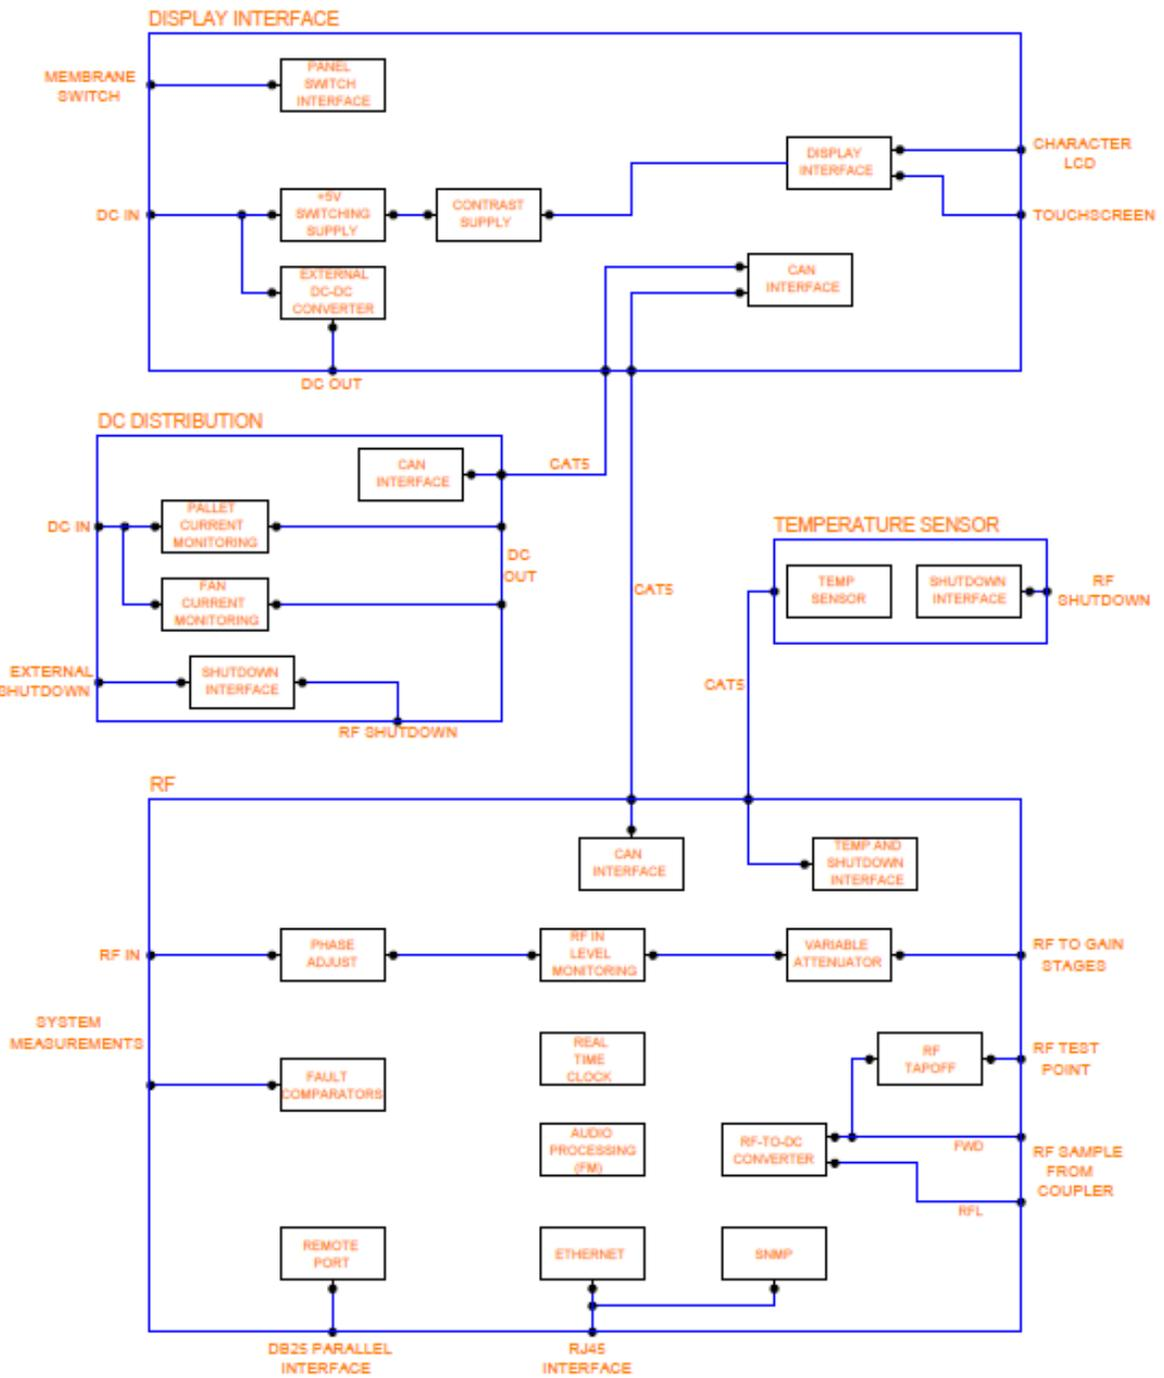 DISPLAY INTERFACE
MEMBRANE
SWITCH
PANEL
SWITCH
INTERFACE
DISPLAY
INTERFACE
CHARACTER
LCD
DC IN
+5V
SWITCHING
SUPPLY
CONTRAST
SUPPLY
TOUCHSCREEN
EXTERNAL
DC-DC
CONVERTER
CAN
INTERFACE
DC OUT
DC DISTRIBUTION
CAN
INTERFACE
CAT5
DC IN
PALLET
CURRENT
MONITORING
DC
OUT
FAN
CURRENT
MONITORING
EXTERNAL
SHUTDOWN
SHUTDOWN
INTERFACE
RF SHUTDOWN
CAT5
TEMPERATURE SENSOR
TEMP
SENSOR
SHUTDOWN
INTERFACE
RF
SHUTDOWN
CAT5
RF
CAN
INTERFACE
TEMP AND
SHUTDOWN
INTERFACE
RF IN
PHASE
ADJUST
RF IN
LEVEL
MONITORING
VARIABLE
ATTENUATOR
RF TO GAIN
STAGES
SYSTEM
MEASUREMENTS
FAULT
COMPARATORS
REAL
TIME
CLOCK
RF
TAPOFF
RF TEST
POINT
AUDIO
PROCESSING
(FM)
RF-TO-DC
CONVERTER
FWD
RFL
RF SAMPLE
FROM
COUPLER
REMOTE
PORT
ETHERNET
SNMP
DB25 PARALLEL
INTERFACE
RJ45
INTERFACE